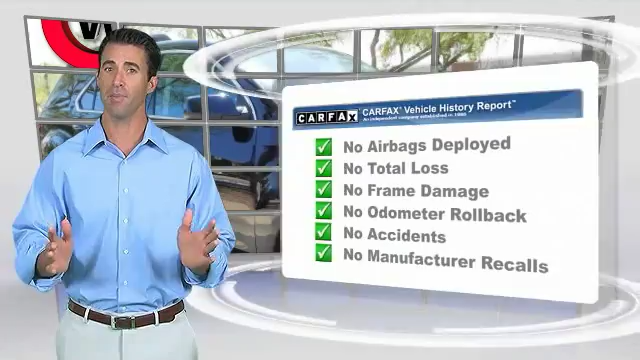 CARFAX CARFAX Vehicle History Report™
An independent company established in 1986
No Airbags Deployed
No Total Loss
No Frame Damage
No Odometer Rollback
No Accidents
No Manufacturer Recalls